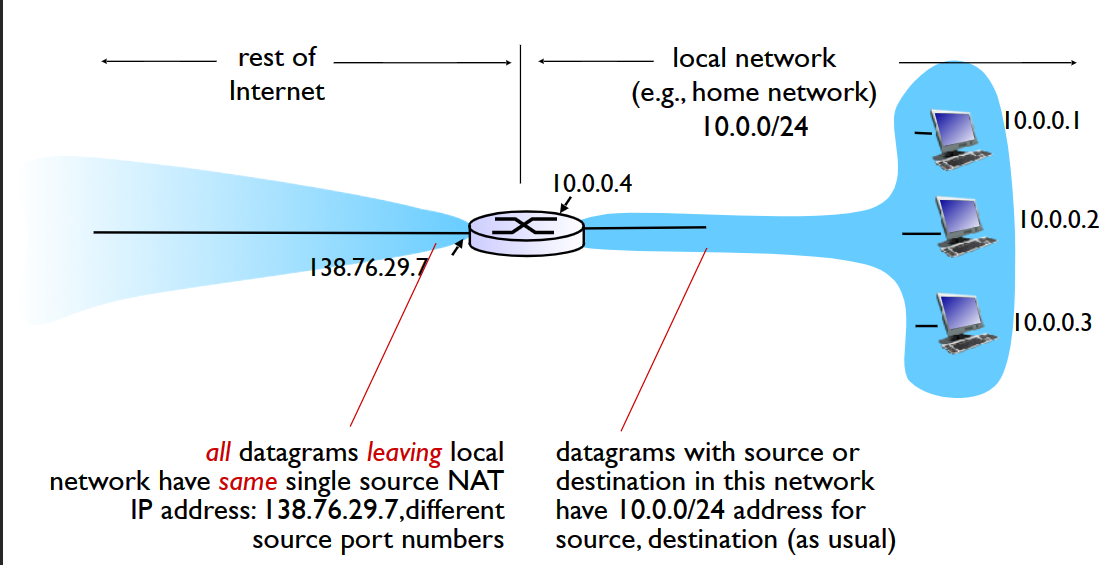 rest of
Internet
local network
(e.g., home network)
10.0.0/24
10.0.0.1
10.0.0.4
10.0.0.2
138.76.29.7
10.0.0.3
all datagrams leaving local
network have same single source NAT
IP address: 138.76.29.7,different
source port numbers
datagrams with source or
destination in this network
have 10.0.0/24 address for
source, destination (as usual)